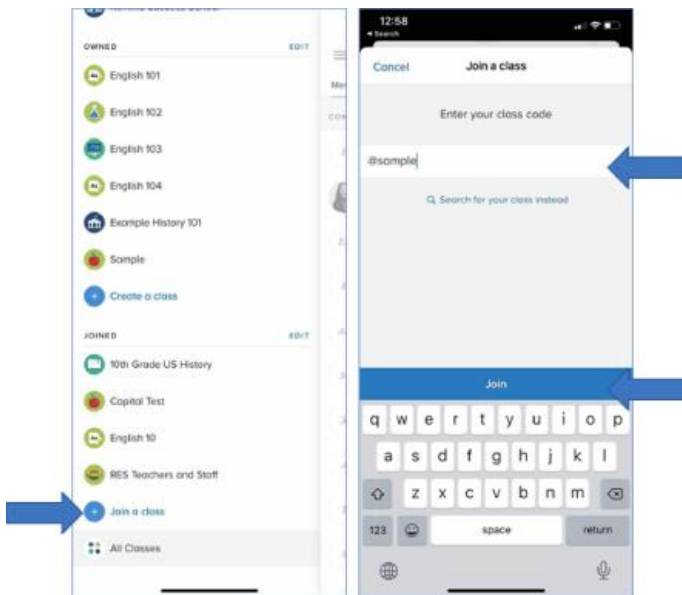 OWNED EDIT
English 101
English 102
English 103
English 104
Example History 101
Sample
Create a class
JOINED EDIT
10th Grade US History
Capital Test
English 10
RES Teachers and Staff
Join a class
All Classes
12:58
Search
Cancel Join a class
Enter your class code
@sample
Search for your class instead
Join
q w e r t y u i o p
a s d f g h j k l
z x c v b n m
123 space return